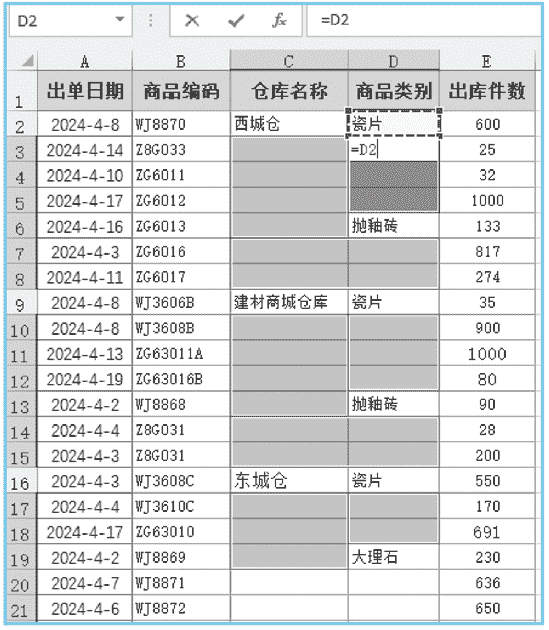 D2 fx =D2
A B C D E
1 出单日期 商品编码 仓库名称 商品类别 出库件数
2 2024-4-8 WJ8870 西城仓 瓷片 600
3 2024-4-14 Z8G033 =D2 25
4 2024-4-10 ZG6011 32
5 2024-4-17 ZG6012 1000
6 2024-4-16 ZG6013 抛釉砖 133
7 2024-4-3 ZG6016 817
8 2024-4-11 ZG6017 274
9 2024-4-8 WJ3606B 建材商城仓库 瓷片 35
10 2024-4-8 WJ3608B 900
11 2024-4-13 ZG63011A 1000
12 2024-4-19 ZG63016B 80
13 2024-4-2 WJ8868 抛釉砖 90
14 2024-4-4 Z8G031 28
15 2024-4-3 Z8G031 200
16 2024-4-3 WJ3608C 东城仓 瓷片 550
17 2024-4-4 WJ3610C 170
18 2024-4-17 ZG63010 691
19 2024-4-2 WJ8869 大理石 230
20 2024-4-7 WJ8871 636
21 2024-4-6 WJ8872 650